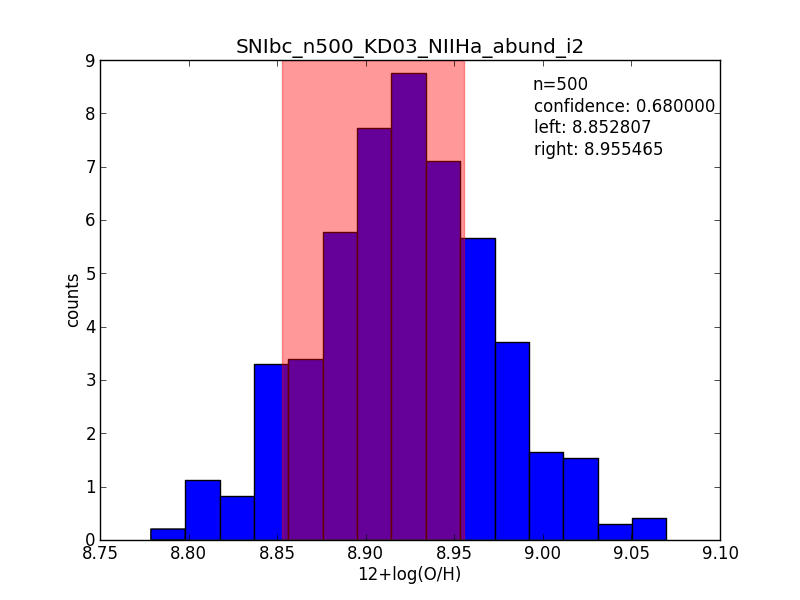 SNIbc_n500_KD03_NIIHa_abund_i2
n=500
confidence: 0.680000
left: 8.852807
right: 8.955465
9
8
7
6
5
4
3
2
1
0
counts
8.75 8.80 8.85 8.90 8.95 9.00 9.05 9.10
12+log(O/H)